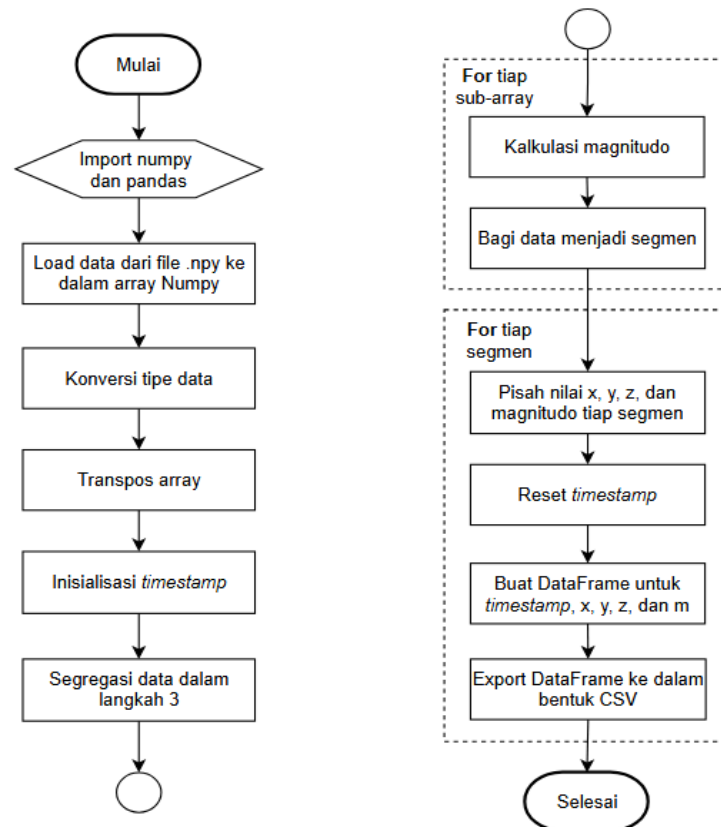 Mulai
Import numpy
dan pandas
Load data dari file .npy ke
dalam array Numpy
Konversi tipe data
Transpos array
Inisialisasi timestamp
Segregasi data dalam
langkah 3
For tiap
sub-array
Kalkulasi magnitudo
Bagi data menjadi segmen
For tiap
segmen
Pisah nilai x, y, z, dan
magnitudo tiap segmen
Reset timestamp
Buat DataFrame untuk
timestamp, x, y, z, dan m
Export DataFrame ke dalam
bentuk CSV
Selesai